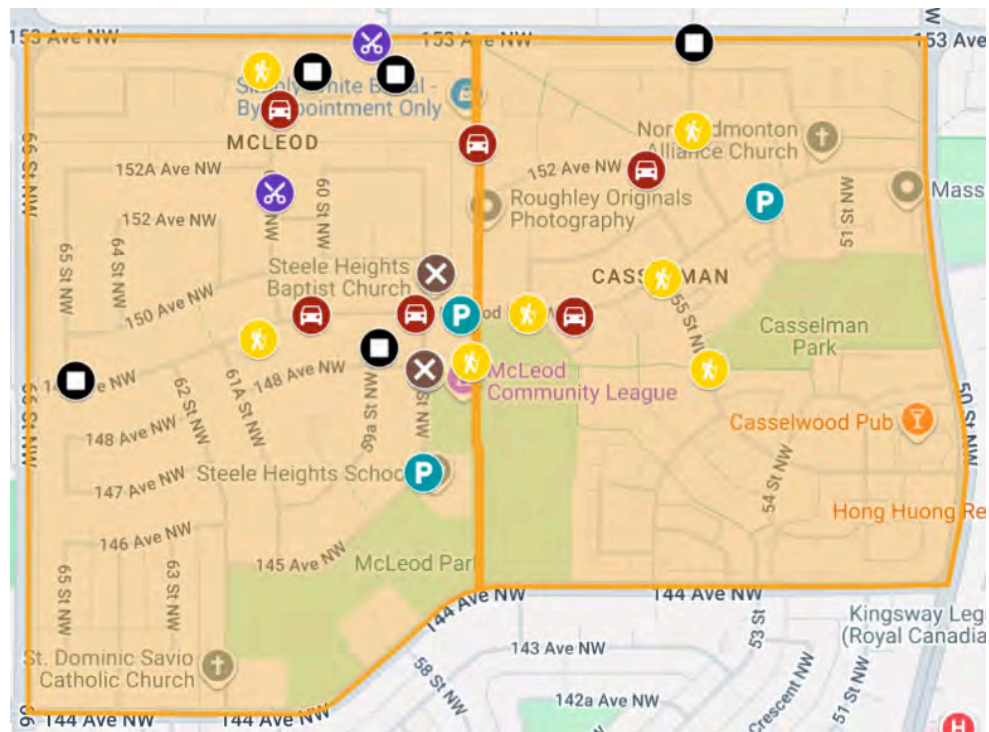 153 Ave NW
153 Ave NW
153 Ave
By Appointment Only
MCLEOD
Alliance Church
152A Ave NW
152 Ave NW
P
Mass
Roughley Originals
Photography
152 Ave NW
60 St NW
51 St NW
65 St NW
64 St NW
Steele Heights
Baptist Church
150 Ave NW
P
Casselman
Park
148 Ave NW
McLeod
Community League
148 Ave NW
62 St NW
61A St NW
59a St NW
50 St NW
Casselwood Pub
Steele Heights School
P
147 Ave NW
54 St NW
Hong Huong Re
146 Ave NW
145 Ave NW
McLeod Park
65 St NW
63 St NW
144 Ave NW
144 Ave NW
Kingsway Leg
(Royal Canadia
53 St
143 Ave NW
St. Dominic Savio
Catholic Church
58 St NW
142a Ave NW
Crescent NW
51 St NW
144 Ave NW
144 Ave NW
H